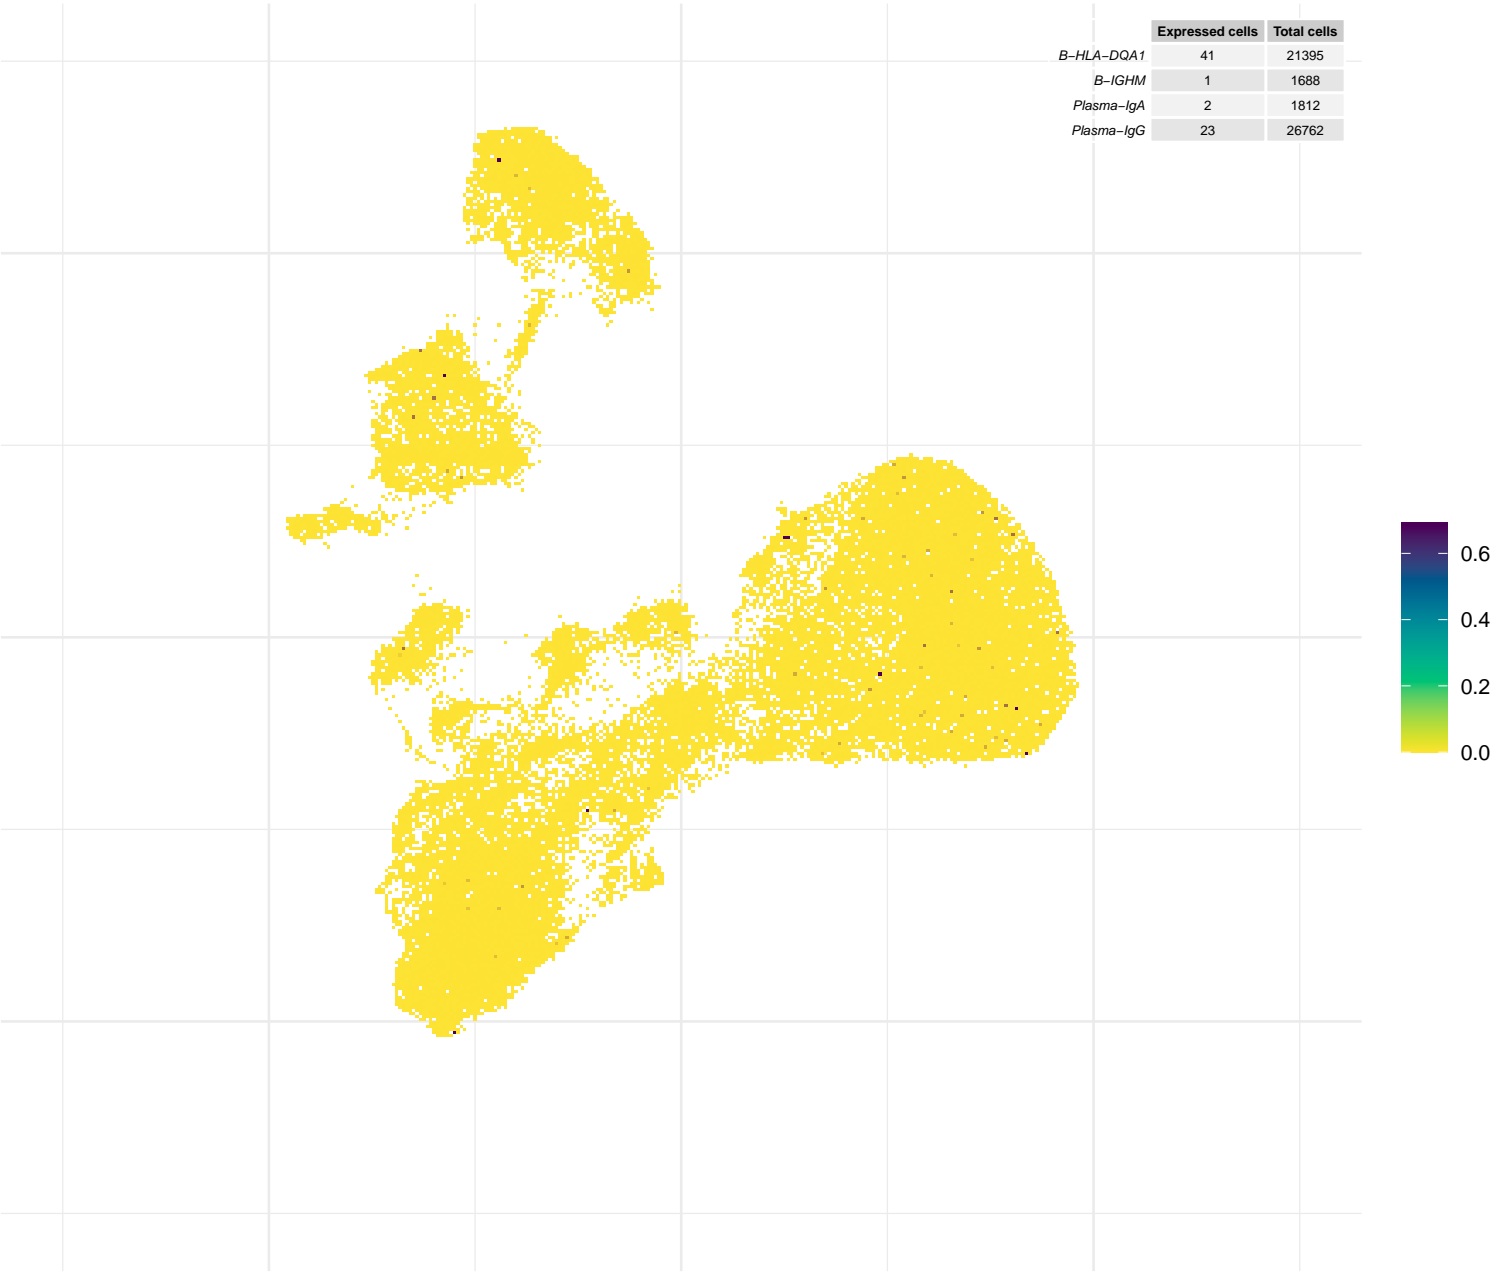 Expressed cells Total cells
B−HLA−DQA1 41 21395
B−IGHM 1 1688
Plasma−IgA 2 1812
Plasma−IgG 23 26762
0.6
0.4
0.2
0.0